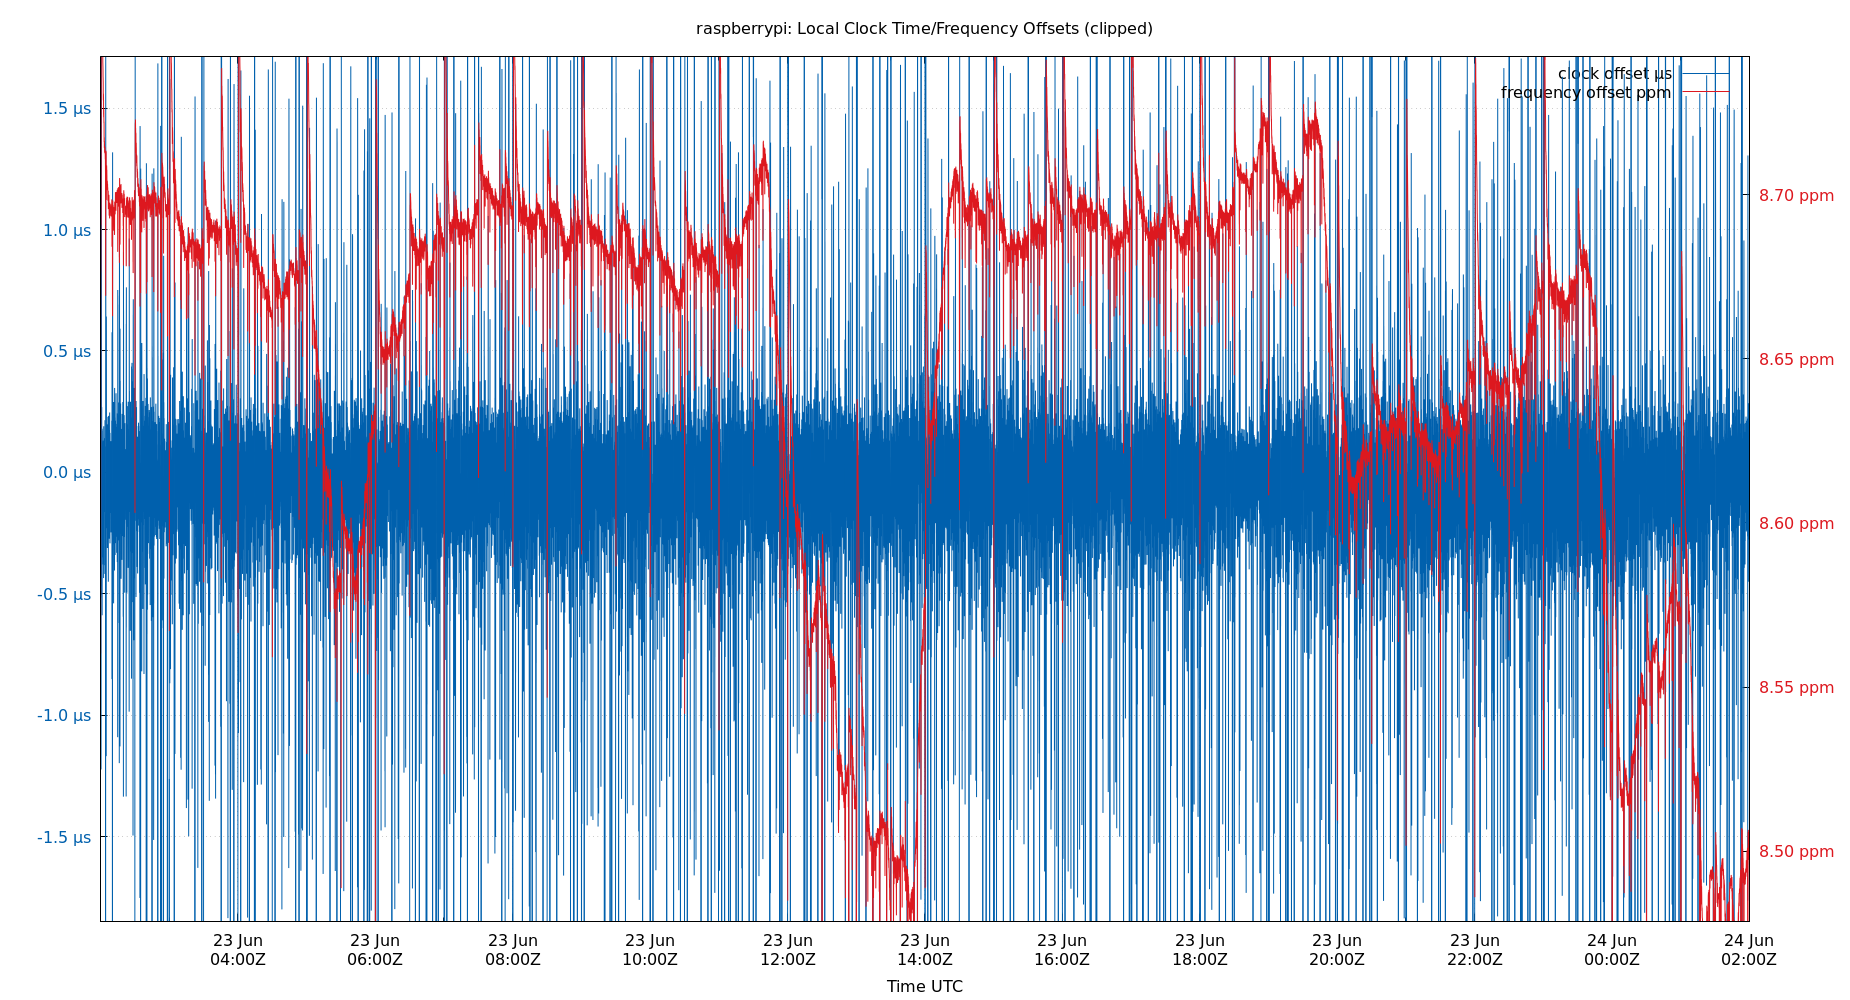 raspberrypi: Local Clock Time/Frequency Offsets (clipped)
clock offset µs
frequency offset ppm
1.5 µs
1.0 µs
0.5 µs
0.0 µs
-0.5 µs
-1.0 µs
-1.5 µs
8.70 ppm
8.65 ppm
8.60 ppm
8.55 ppm
8.50 ppm
23 Jun 23 Jun 23 Jun 23 Jun 23 Jun 23 Jun 23 Jun 23 Jun 23 Jun 23 Jun 24 Jun 24 Jun
04:00Z 06:00Z 08:00Z 10:00Z 12:00Z 14:00Z 16:00Z 18:00Z 20:00Z 22:00Z 00:00Z 02:00Z
Time UTC